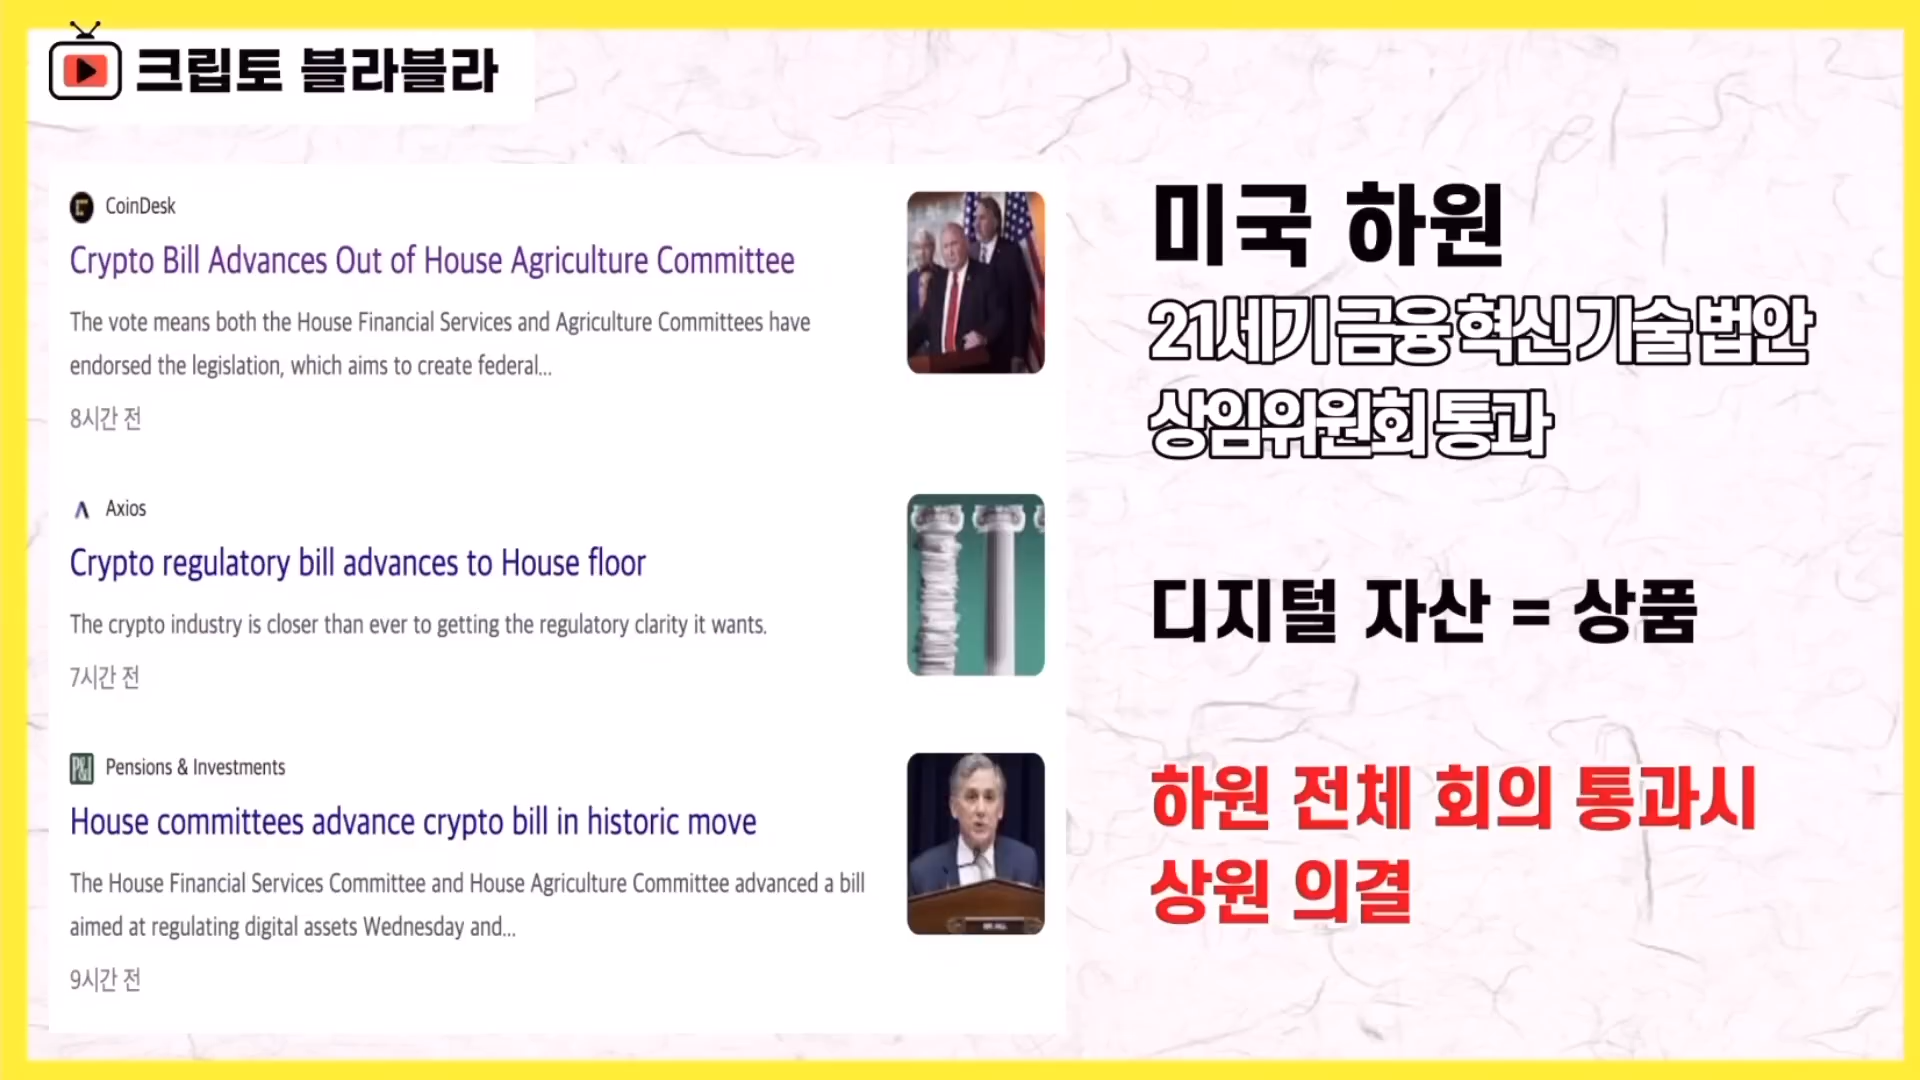 크립토 블라블라
CoinDesk
Crypto Bill Advances Out of House Agriculture Committee
The vote means both the House Financial Services and Agriculture Committees have
endorsed the legislation, which aims to create federal...
8시간 전
Axios
Crypto regulatory bill advances to House floor
The crypto industry is closer than ever to getting the regulatory clarity it wants.
7시간 전
P&I
Pensions & Investments
House committees advance crypto bill in historic move
The House Financial Services Committee and House Agriculture Committee advanced a bill
aimed at regulating digital assets Wednesday and...
9시간 전
미국 하원
21세기 금융 혁신 기술 법안
상임위원회 통과
디지털 자산 = 상품
하원 전체 회의 통과시
상원 의결